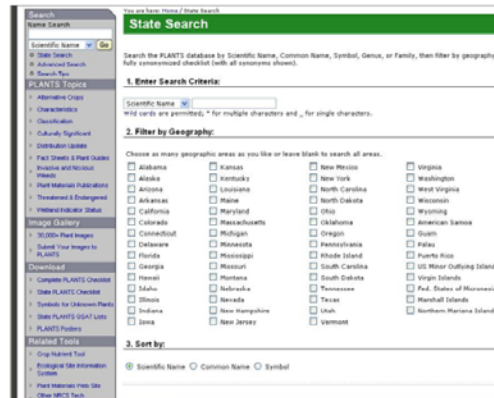 Search
Name Search
Scientific Name Go
State Search
Advanced Search
Search Tips
PLANTS Topics
Alternative Crops
Characteristics
Classification
Culturally Significant
Distribution Update
Fact Sheets & Plant Guides
Invasive and Noxious
Weeds
Plant Materials Publications
Threatened & Endangered
Wetland Indicator Status
Image Gallery
30,000+ Plant Images
Submit Your Images to
PLANTS
Download
Complete PLANTS Checklist
State PLANTS Checklist
Symbols for Unknown Plants
State PLANTS GSAT Lists
PLANTS Posters
Related Tools
Crop Nutrient Tool
Ecological Site Information
System
Plant Materials Web Site
Other NRCS Tech
You are here: Home / State Search
State Search
Search the PLANTS database by Scientific Name, Common Name, Symbol, Genus, or Family, then filter by geography
fully synonymized checklist (with all synonyms shown).
1. Enter Search Criteria:
Scientific Name
Wild cards are permitted; * for multiple characters and _ for single characters.
2. Filter by Geography:
Choose as many geographic areas as you like or leave blank to search all areas.
Alabama Kansas New Mexico Virginia
Alaska Kentucky New York Washington
Arizona Louisiana North Carolina West Virginia
Arkansas Maine North Dakota Wisconsin
California Maryland Ohio Wyoming
Colorado Massachusetts Oklahoma American Samoa
Connecticut Michigan Oregon Guam
Delaware Minnesota Pennsylvania Palau
Florida Mississippi Rhode Island Puerto Rico
Georgia Missouri South Carolina US Minor Outlying Island
Hawaii Montana South Dakota Virgin Islands
Idaho Nebraska Tennessee Fed. States of Micronesi
Illinois Nevada Texas Marshall Islands
Indiana New Hampshire Utah Northern Mariana Island
Iowa New Jersey Vermont
3. Sort by:
Scientific Name Common Name Symbol